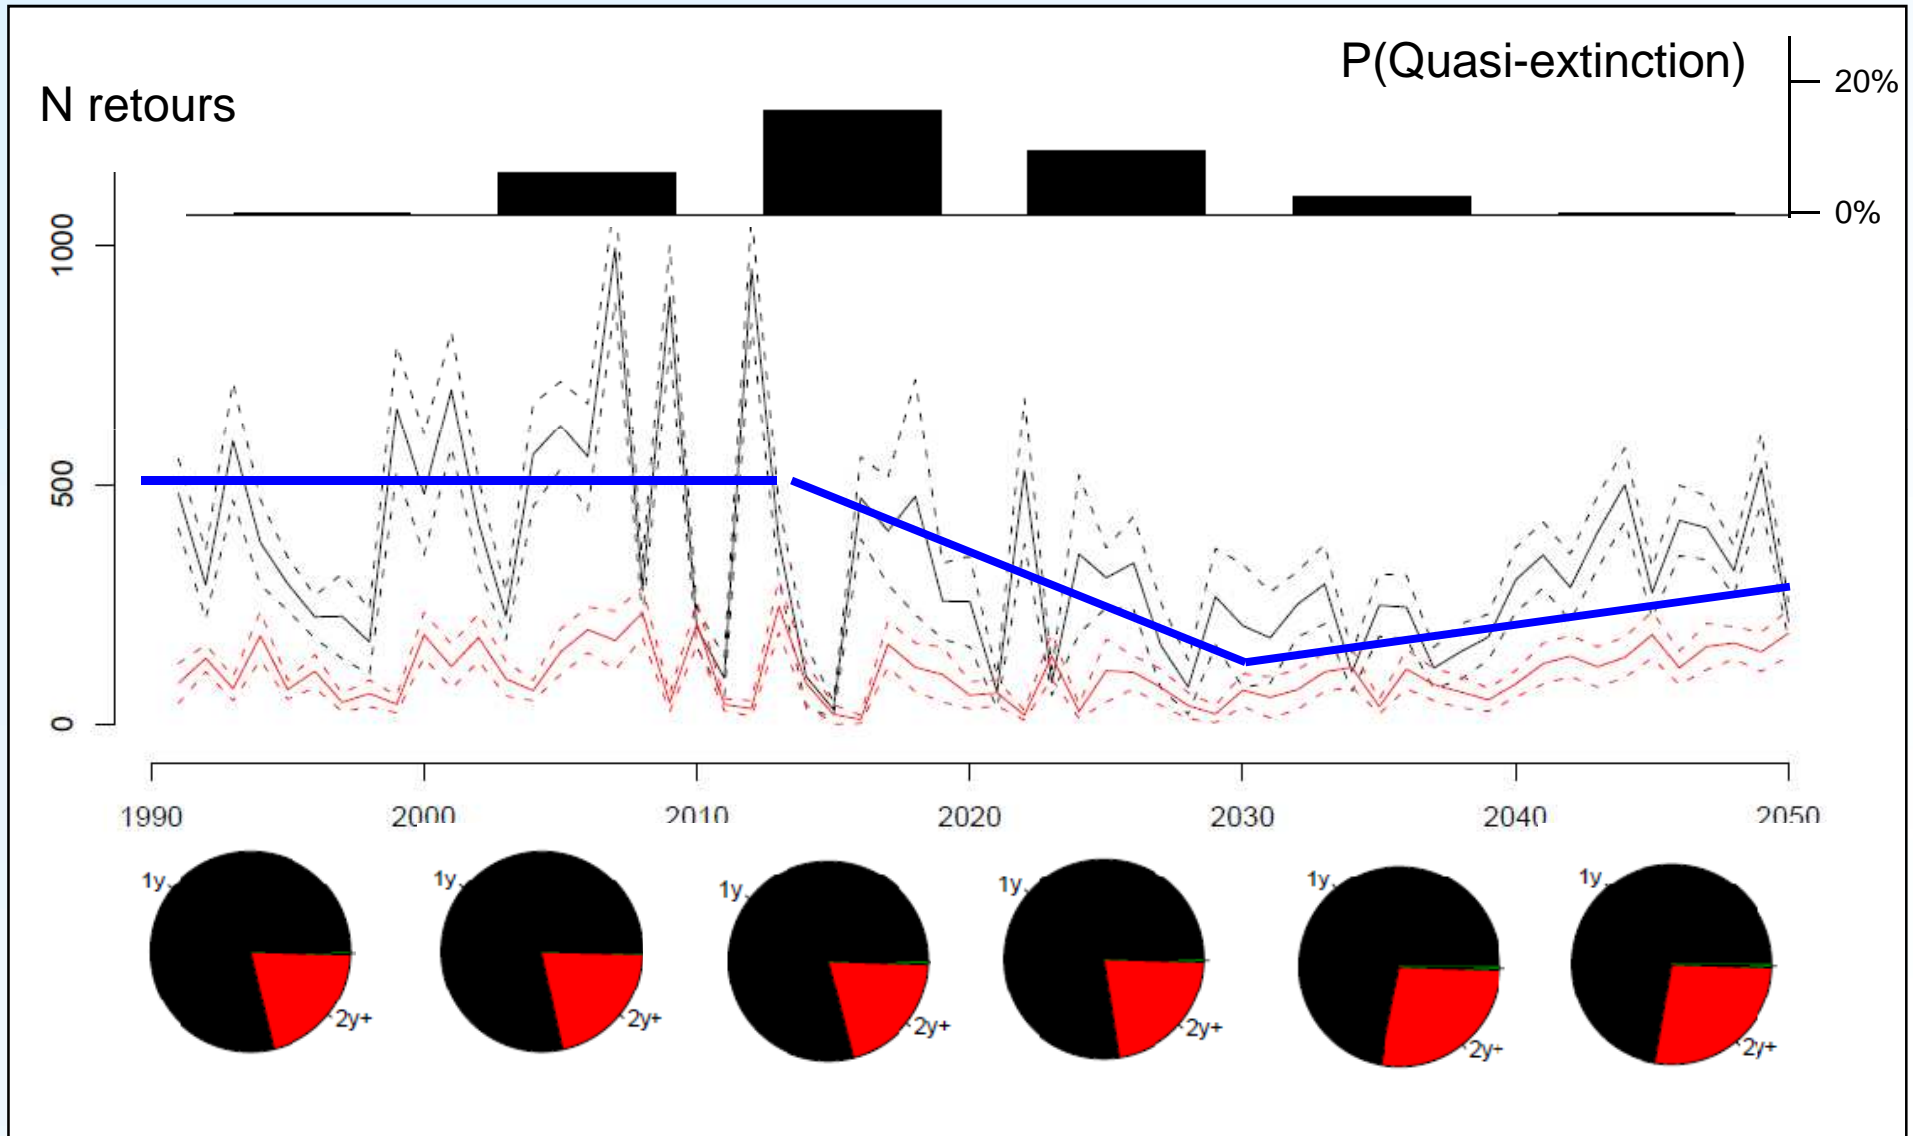 P(Quasi-extinction)
20%
N retours
0%
1000
500
0
1990 2000 2010 2020 2030 2040 2050
1y 1y 1y 1y 1y 1y
2y+ 2y+ 2y+ 2y+ 2y+ 2y+